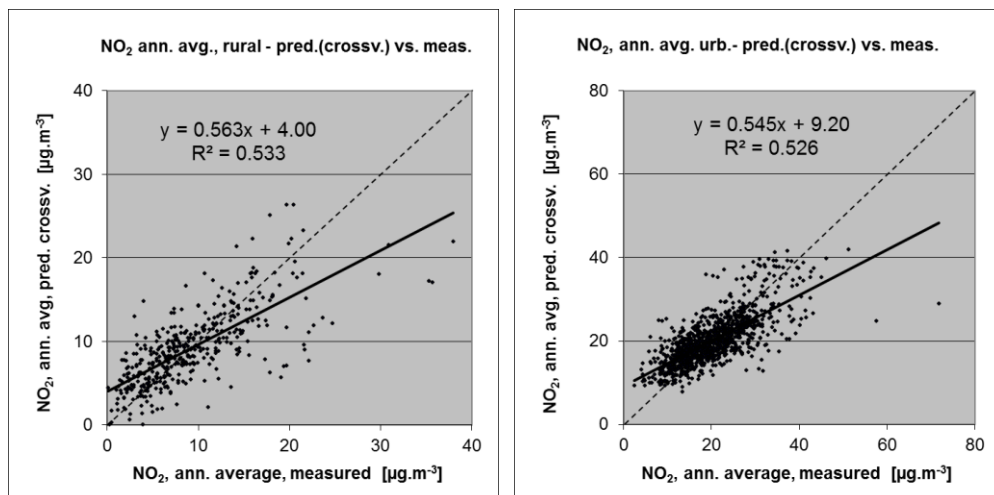 NO₂ ann. avg., rural - pred.(crossv.) vs. meas.
NO₂, ann. avg, pred. crossv. [µg.m⁻³]
40
30
20
10
0
y = 0.563x + 4.00
R² = 0.533
0 10 20 30 40
NO₂, ann. average, measured [µg.m⁻³]
NO₂, ann. avg. urb.- pred.(crossv.) vs. meas.
NO₂, ann. average, pred. crossv. [µg.m⁻³]
80
60
40
20
0
y = 0.545x + 9.20
R² = 0.526
0 20 40 60 80
NO₂, ann. average, measured [µg.m⁻³]